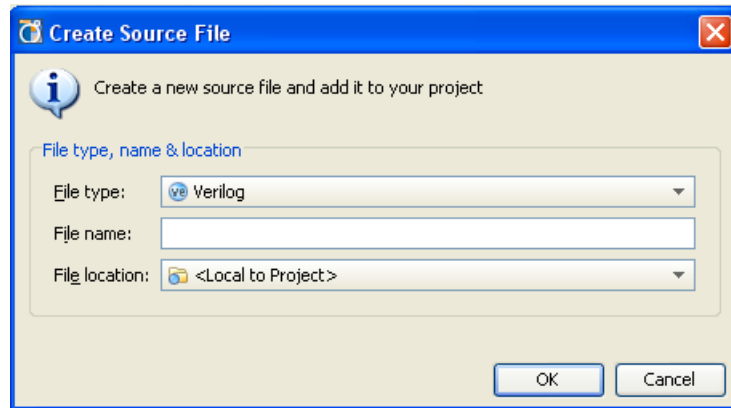 Create Source File
Create a new source file and add it to your project
File type, name & location
File type: ve Verilog
File name:
File location: <Local to Project>
OK Cancel